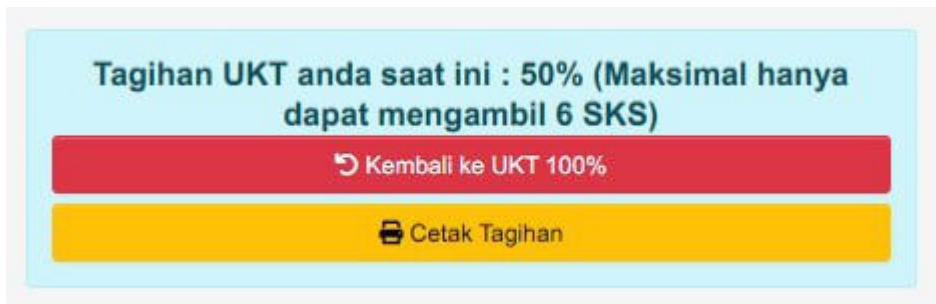 Tagihan UKT anda saat ini : 50% (Maksimal hanya
dapat mengambil 6 SKS)
Kembali ke UKT 100%
Cetak Tagihan